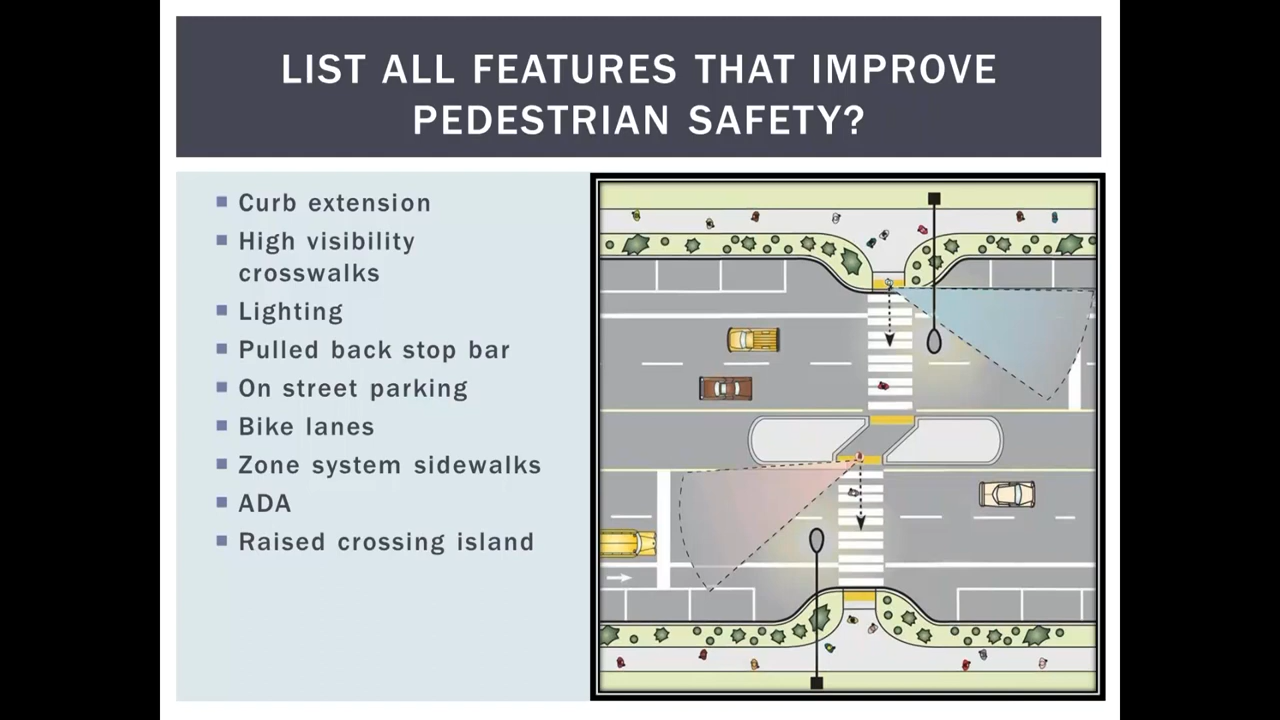 LIST ALL FEATURES THAT IMPROVE
PEDESTRIAN SAFETY?
Curb extension
High visibility
crosswalks
Lighting
Pulled back stop bar
On street parking
Bike lanes
Zone system sidewalks
ADA
Raised crossing island